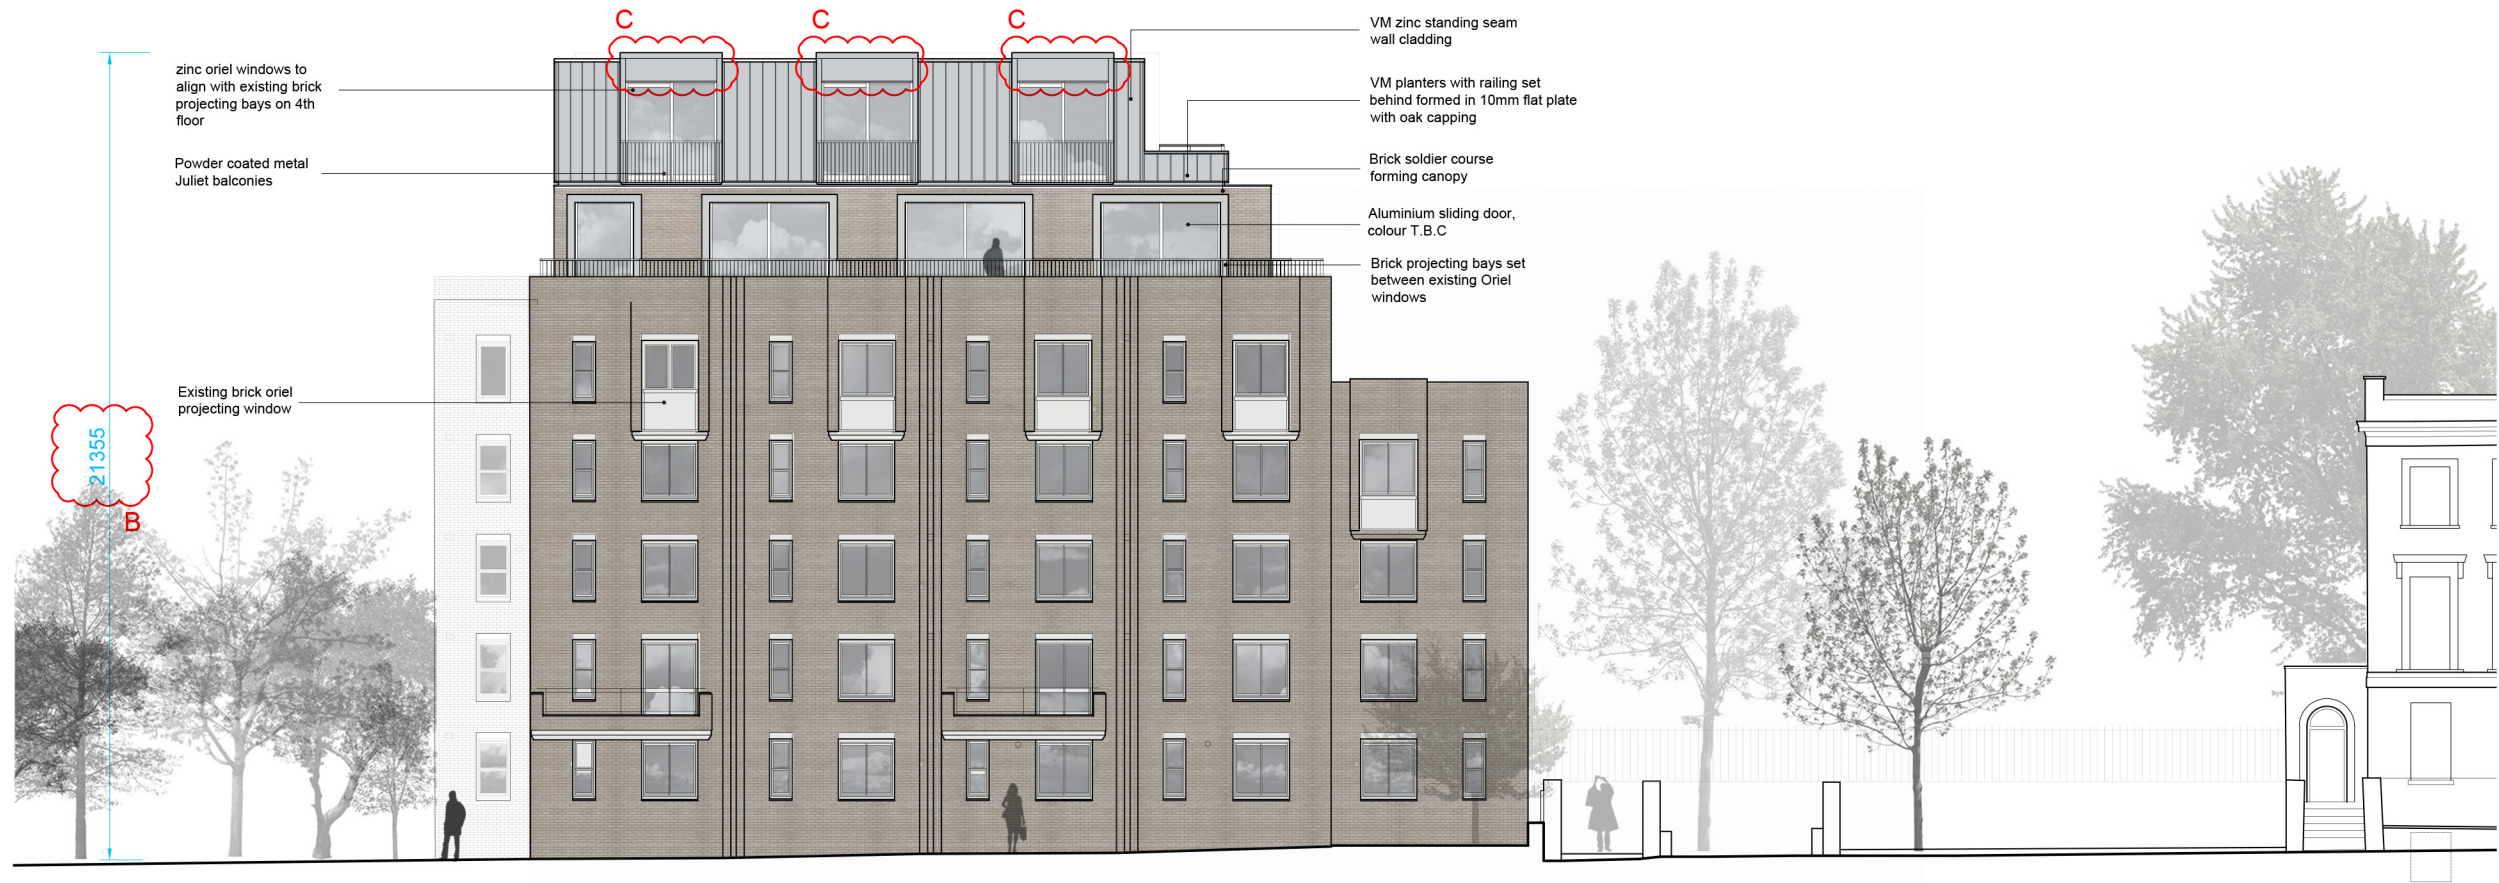 C
C
C
zinc oriel windows to
align with existing brick
projecting bays on 4th
floor
Powder coated metal
Juliet balconies
Existing brick oriel
projecting window
21355
B
VM zinc standing seam
wall cladding
VM planters with railing set
behind formed in 10mm flat plate
with oak capping
Brick soldier course
forming canopy
Aluminium sliding door,
colour T.B.C
Brick projecting bays set
between existing Oriel
windows